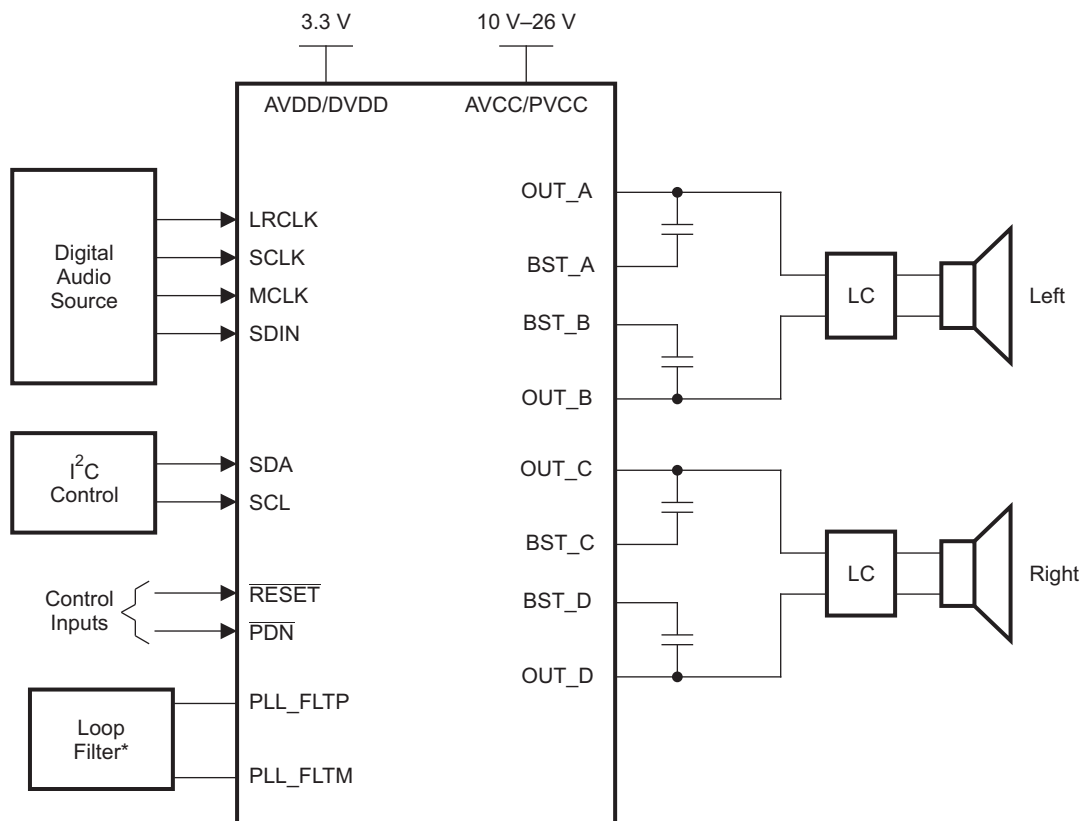 3.3 V
10 V–26 V
AVDD/DVDD
AVCC/PVCC
Digital
Audio
Source
LRCLK
SCLK
MCLK
SDIN
I²C
Control
SDA
SCL
Control
Inputs
RESET
PDN
Loop
Filter*
PLL_FLTP
PLL_FLTM
OUT_A
BST_A
BST_B
OUT_B
LC
Left
OUT_C
BST_C
BST_D
OUT_D
LC
Right